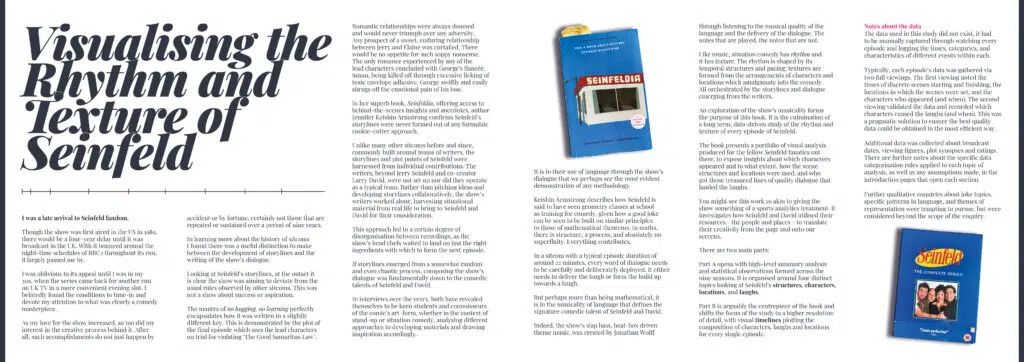 Visualising the
Rhythm and
Texture of
Seinfeld
I was a late arrival to Seinfeld fandom.
Though the show was first aired in the US in 1989,
there would be a four-year delay until it was
broadcast in the UK. With it bounced around the
night-time schedules of BBC2 throughout its run,
it largely passed me by.
I was oblivious to its appeal until I was in my
30s, when the series came back for another run
on UK TV in a more convenient evening slot. I
belatedly found the conditions to tune-in and
devote my attention to what was clearly a comedy
masterpiece.
As my love for the show increased, so too did my
interest in the creative process behind it. After
all, such accomplishments do not just happen by
accident or by fortune, certainly not those that are
repeated or sustained over a period of nine years.
In learning more about the history of sitcoms
I found there was a useful distinction to make
between the development of storylines and the
writing of the show's dialogue.
Looking at Seinfeld's storylines, at the outset it
is clear the show was aiming to deviate from the
usual rules observed by other sitcoms. This was
not a show about success or aspiration.
The mantra of no hugging, no learning perfectly
encapsulates how it was written in a slightly
different key. This is demonstrated by the plot of
the final episode which sees the lead characters
on trial for violating 'The Good Samaritan Law'.
Romantic relationships were always doomed
and would never triumph over any adversity.
Any prospect of a sweet, enduring relationship
between Jerry and Elaine was curtailed. There
would be no appetite for such soppy nonsense.
The only romance experienced by any of the
lead characters concluded with George's fiancée,
Susan, being killed off through excessive licking of
toxic envelope adhesive. George swiftly and easily
shrugs off the emotional pain of his loss.
In her superb book, Seinfeldia, offering access to
behind-the-scenes insights and anecdotes, author
Jennifer Keishin Armstrong confirms Seinfeld's
storylines were never formed out of any formulaic
cookie-cutter approach.
Unlike many other sitcoms before and since,
commonly built around teams of writers, the
storylines and plot points of Seinfeld were
harnessed from individual contributions. The
writers, beyond Jerry Seinfeld and co-creator
Larry David, were not set up nor did they operate
as a typical team. Rather than pitching ideas and
developing storylines collaboratively, the show's
writers worked alone, harvesting situational
material from real life to bring to Seinfeld and
David for their consideration.
This approach led to a certain degree of
disorganisation between recordings, as the
show's lead chefs waited to land on just the right
ingredients with which to form the next episode.
If storylines emerged from a somewhat random
and even chaotic process, composing the show's
dialogue was fundamentally down to the comedic
talents of Seinfeld and David.
In interviews over the years, both have revealed
themselves to be keen students and connoisseurs
of the comic's art-form, whether in the context of
stand-up or situation comedy, analysing different
approaches to developing materials and drawing
inspiration accordingly.
SEINFELDIA
It is in their use of language through the show's
dialogue that we perhaps see the most evident
demonstration of any methodology.
Keishin Armstrong describes how Seinfeld is
said to have seen geometry classes at school
as training for comedy, given how a good joke
can be seen to be built on similar principles
to those of mathematical theorems. In maths,
there is structure, a process, and absolutely no
superfluity. Everything contributes.
In a sitcom with a typical episode duration of
around 22 minutes, every word of dialogue needs
to be carefully and deliberately deployed. It either
needs to deliver the laugh or form the build up
towards a laugh.
But perhaps more than being mathematical, it
is in the musicality of language that defines the
signature comedic talent of Seinfeld and David.
Indeed, the show's slap bass, beat-box driven
theme music, was created by Jonathan Wolff
through listening to the musical quality of the
language and the delivery of the dialogue. The
notes that are played, the notes that are not.
Like music, situation comedy has rhythm and
it has texture. The rhythm is shaped by its
temporal structures and pacing; textures are
formed from the arrangements of characters and
locations which amalgamate into the comedy.
All orchestrated by the storylines and dialogue
emerging from the writers.
An exploration of the show's musicality forms
the purpose of this book. It is the culmination of
a long term, data-driven study of the rhythm and
texture of every episode of Seinfeld.
The book presents a portfolio of visual analysis
produced for the fellow Seinfeld fanatics out
there, to expose insights about which characters
appeared and to what extent, how the scene
structures and locations were used, and who
got those treasured lines of quality dialogue that
landed the laughs.
You might see this work as akin to giving the
show something of a sports analytics treatment. It
investigates how Seinfeld and David utilised their
resources - the people and places - to translate
their creativity from the page and onto our
screens.
There are two main parts:
Part A opens with high-level summary analysis
and statistical observations formed across the
nine seasons. It is organised around four distinct
topics looking at Seinfeld's structures, characters,
locations, and laughs.
Part B is arguably the centrepiece of the book and
shifts the focus of the study to a higher resolution
of detail, with visual timelines plotting the
composition of characters, laughs and locations
for every single episode.
Notes about the data
The data used in this study did not exist, it had
to be manually captured through watching every
episode and logging the times, categories, and
characteristics of different events within each.
Typically, each episode's data was gathered via
two full viewings. The first viewing noted the
times of discrete scenes starting and finishing, the
locations in which the scenes were set, and the
characters who appeared (and when). The second
viewing validated the data and recorded which
characters caused the laughs (and when). This was
a pragmatic solution to ensure the best quality
data could be obtained in the most efficient way.
Additional data was collected about broadcast
dates, viewing figures, plot synopses and ratings.
There are further notes about the specific data
categorisation rules applied to each topic of
analysis, as well as any assumptions made, in the
introduction pages that open each section.
Further qualitative enquiries about joke topics,
specific patterns in language, and themes of
representation were tempting to pursue, but were
considered beyond the scope of the enquiry.
Seinfeld
THE COMPLETE SERIES